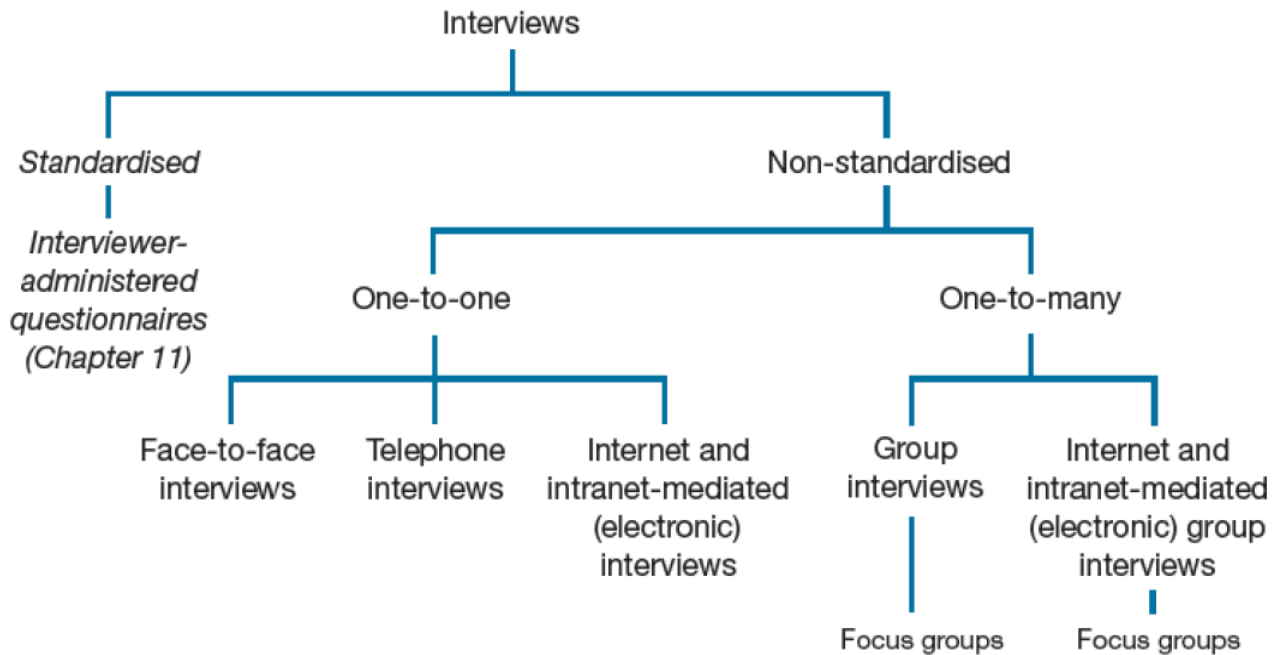 Interviews
Standardised
Non-standardised
Interviewer-
administered
questionnaires
(Chapter 11)
One-to-one
One-to-many
Face-to-face
interviews
Telephone
interviews
Internet and
intranet-mediated
(electronic)
interviews
Group
interviews
Internet and
intranet-mediated
(electronic) group
interviews
Focus groups
Focus groups